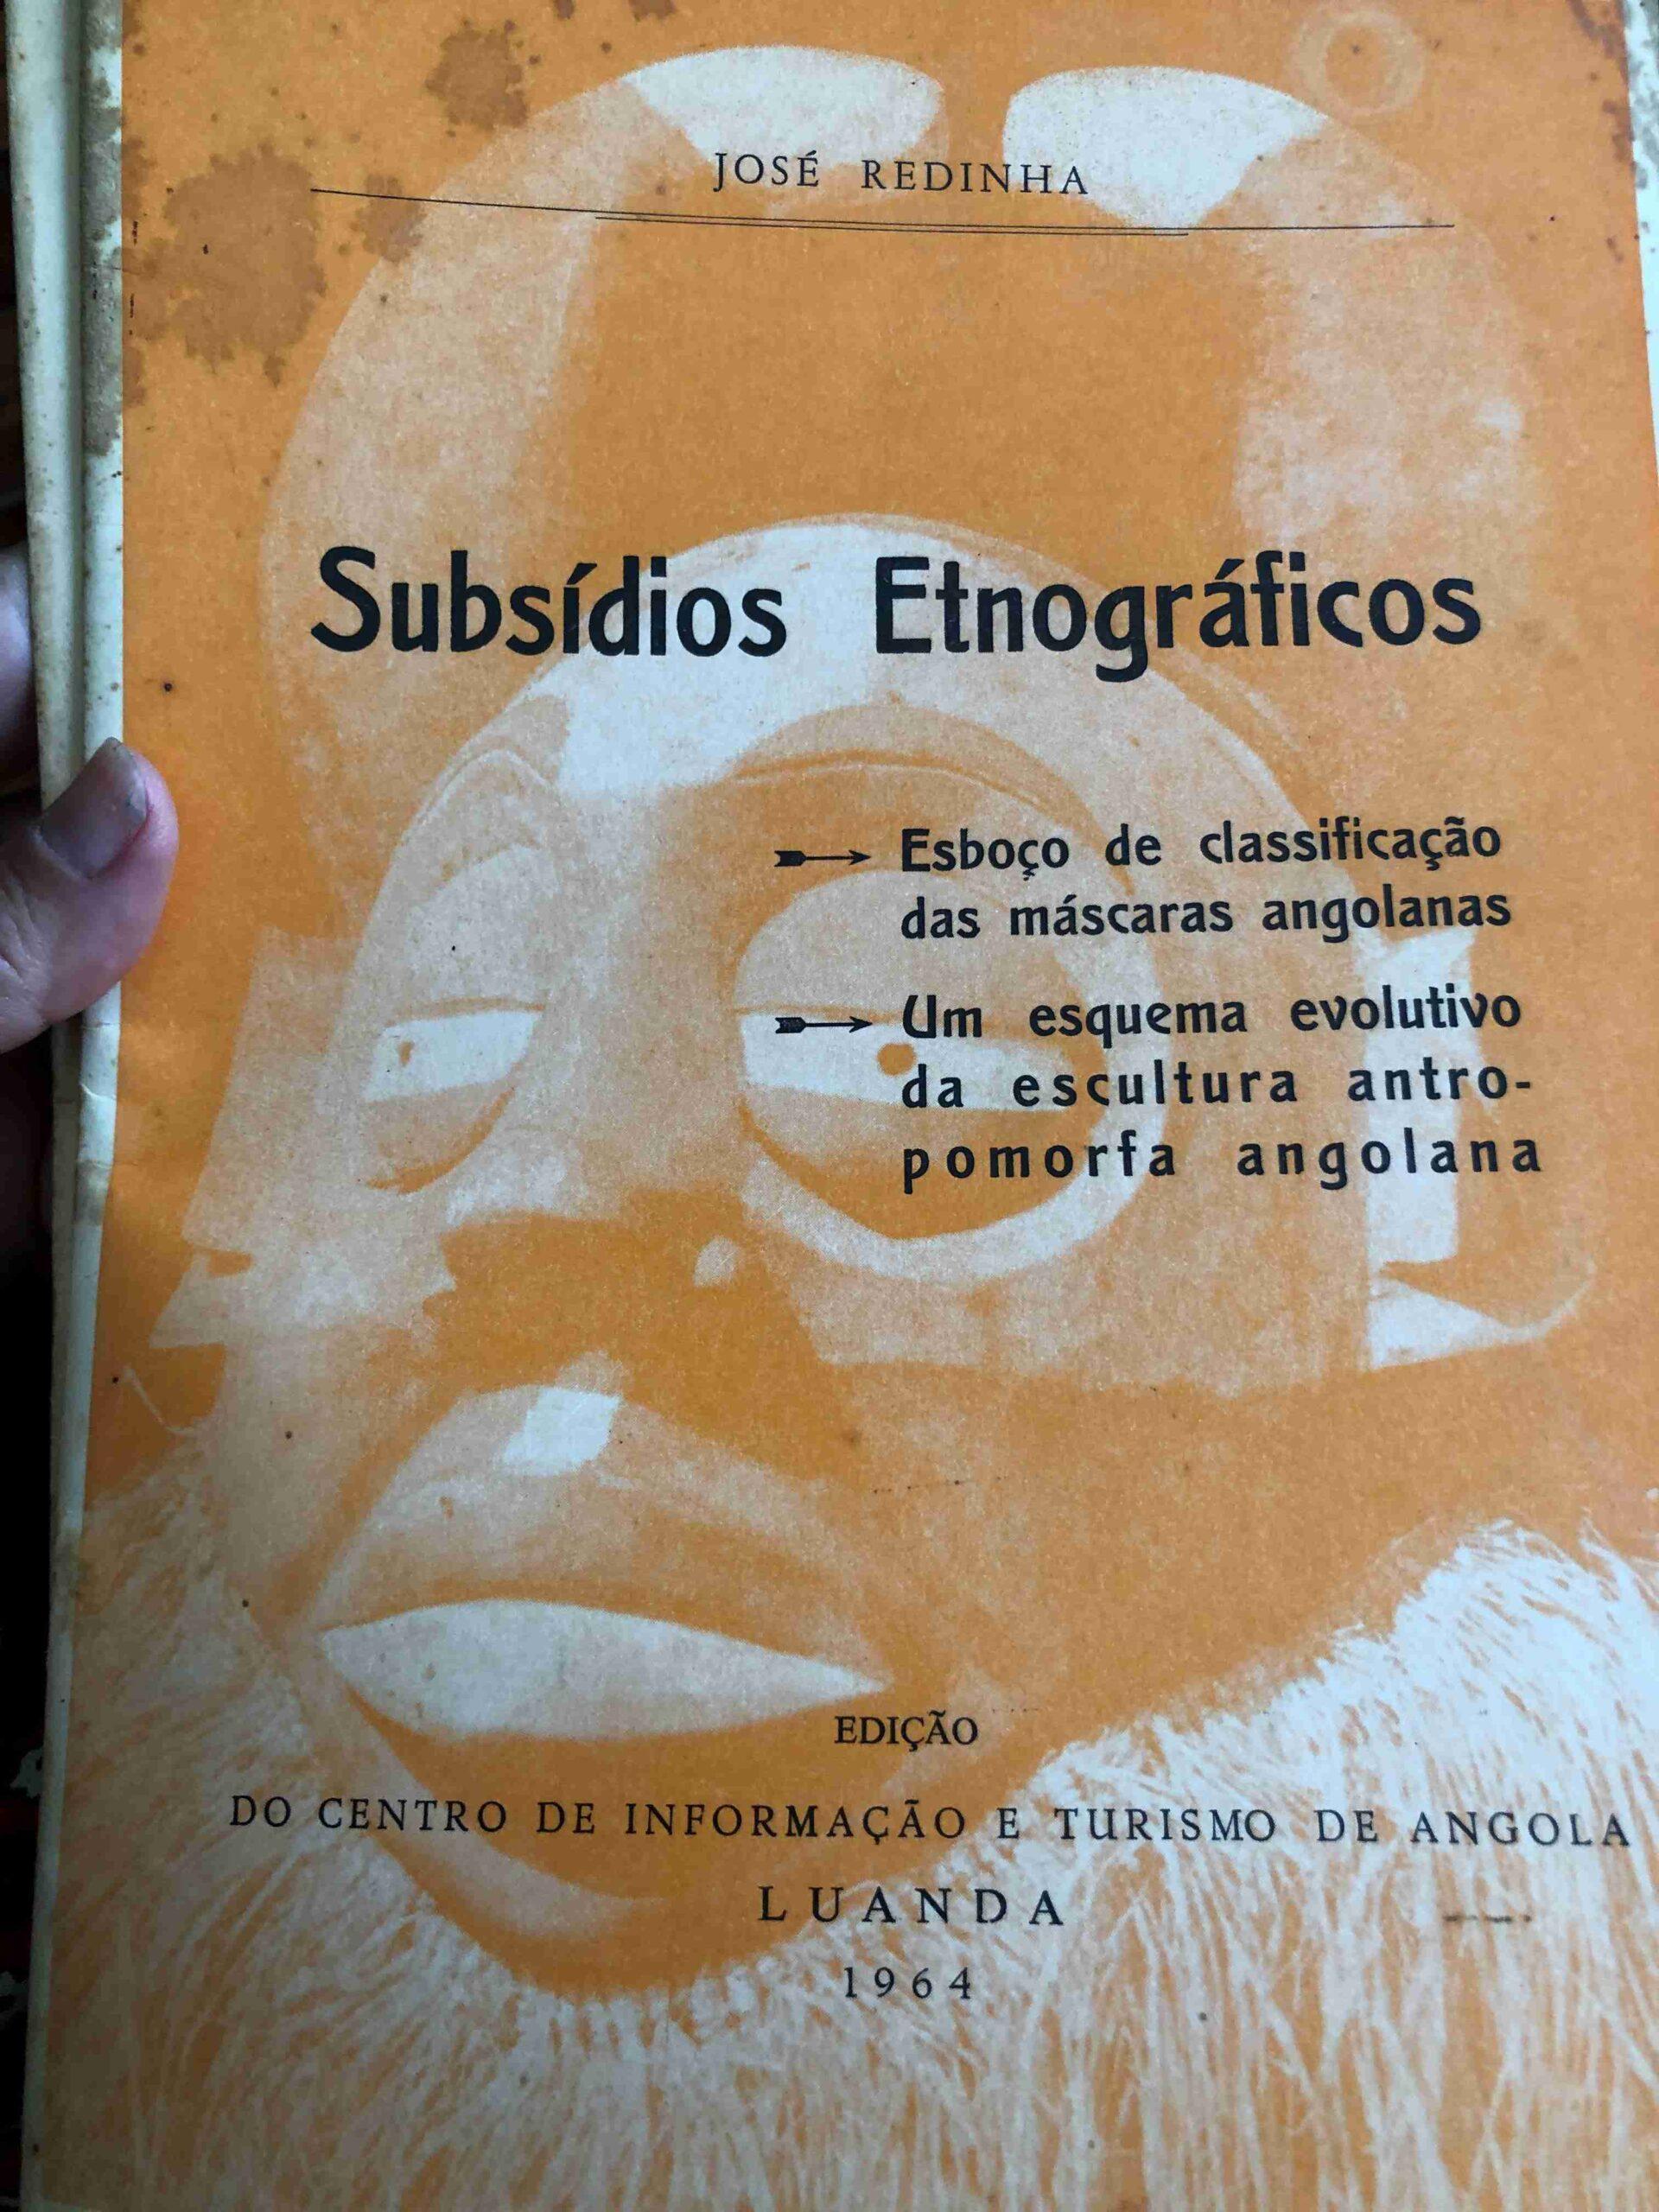 JOSÉ REDINHA
Subsídios Etnográficos
Esboço de classificação
das máscaras angolanas
Um esquema evolutivo
da escultura antro-
pomorfa angolana
EDIÇÃO
DO CENTRO DE INFORMAÇÃO E TURISMO DE ANGOLA
LUANDA
1964